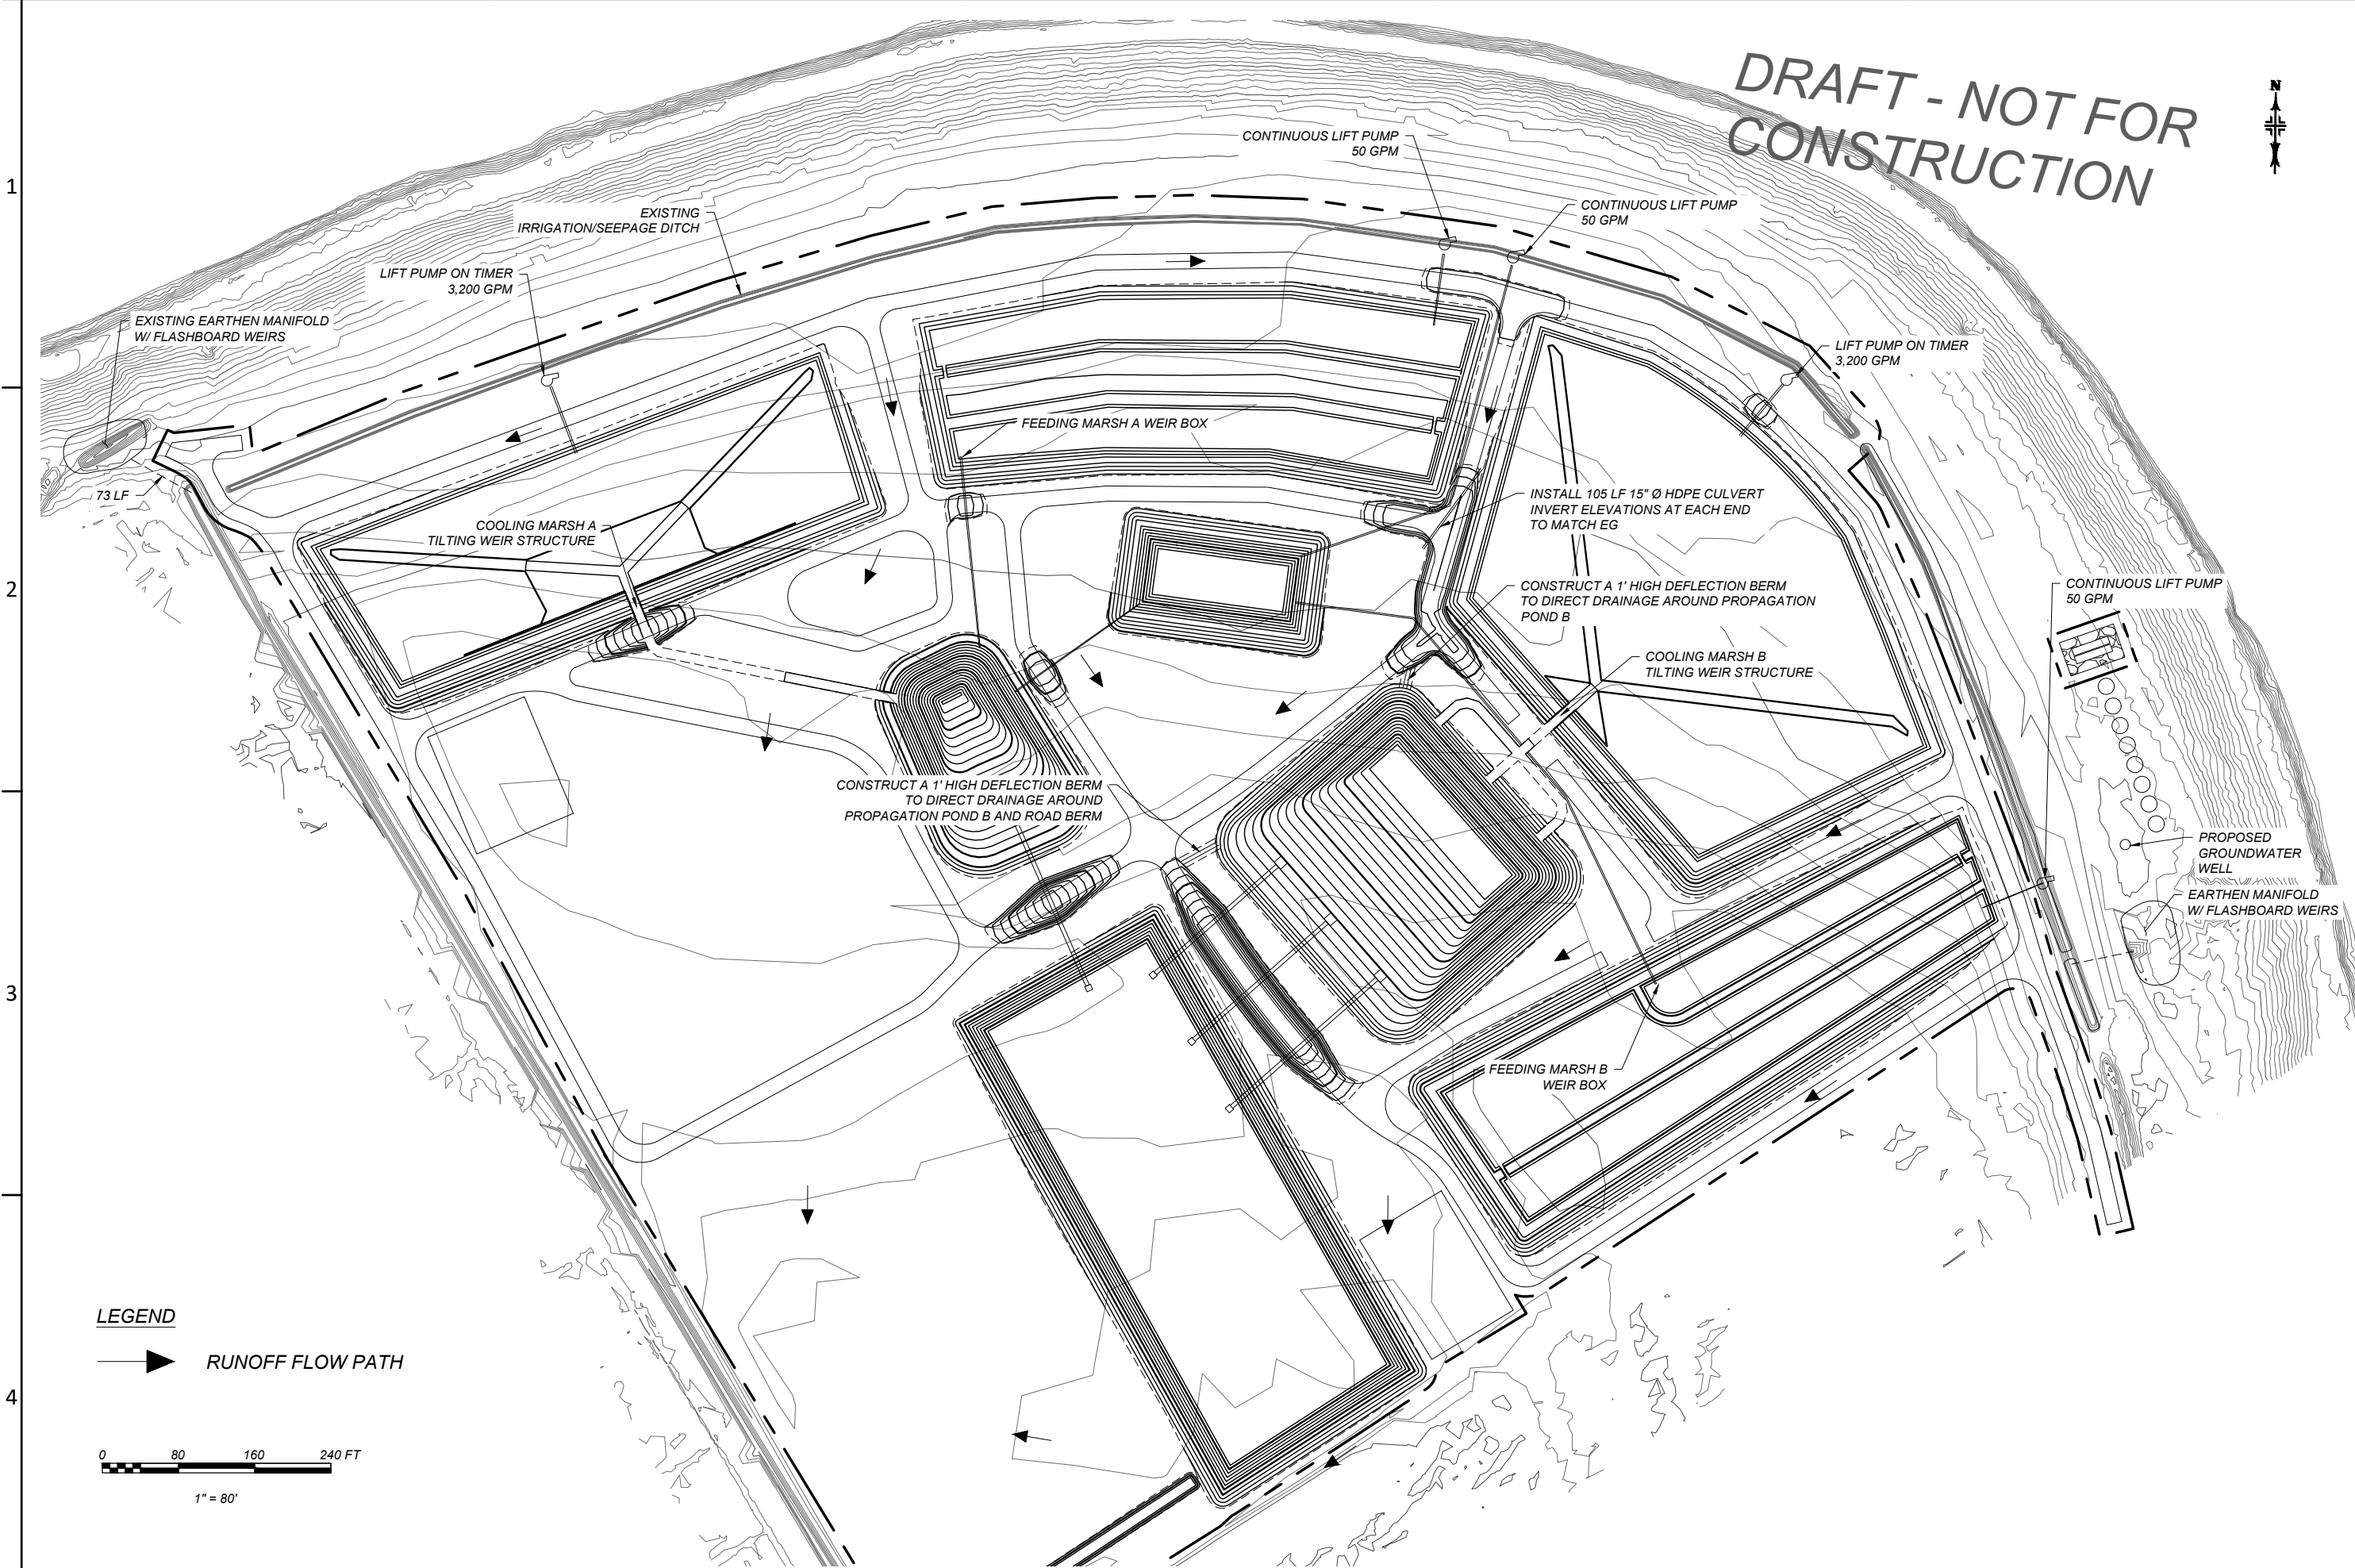 DRAFT - NOT FOR
CONSTRUCTION
N
1
2
3
4
CONTINUOUS LIFT PUMP
50 GPM
CONTINUOUS LIFT PUMP
50 GPM
EXISTING
IRRIGATION/SEEPAGE DITCH
LIFT PUMP ON TIMER
3,200 GPM
EXISTING EARTHEN MANIFOLD
W/ FLASHBOARD WEIRS
LIFT PUMP ON TIMER
3,200 GPM
FEEDING MARSH A WEIR BOX
73 LF
COOLING MARSH A
TILTING WEIR STRUCTURE
INSTALL 105 LF 15" Ø HDPE CULVERT
INVERT ELEVATIONS AT EACH END
TO MATCH EG
CONSTRUCT A 1' HIGH DEFLECTION BERM
TO DIRECT DRAINAGE AROUND PROPAGATION
POND B
CONTINUOUS LIFT PUMP
50 GPM
COOLING MARSH B
TILTING WEIR STRUCTURE
CONSTRUCT A 1' HIGH DEFLECTION BERM
TO DIRECT DRAINAGE AROUND
PROPAGATION POND B AND ROAD BERM
PROPOSED
GROUNDWATER
WELL
EARTHEN MANIFOLD
W/ FLASHBOARD WEIRS
FEEDING MARSH B
WEIR BOX
LEGEND
RUNOFF FLOW PATH
0 80 160 240 FT
1" = 80'